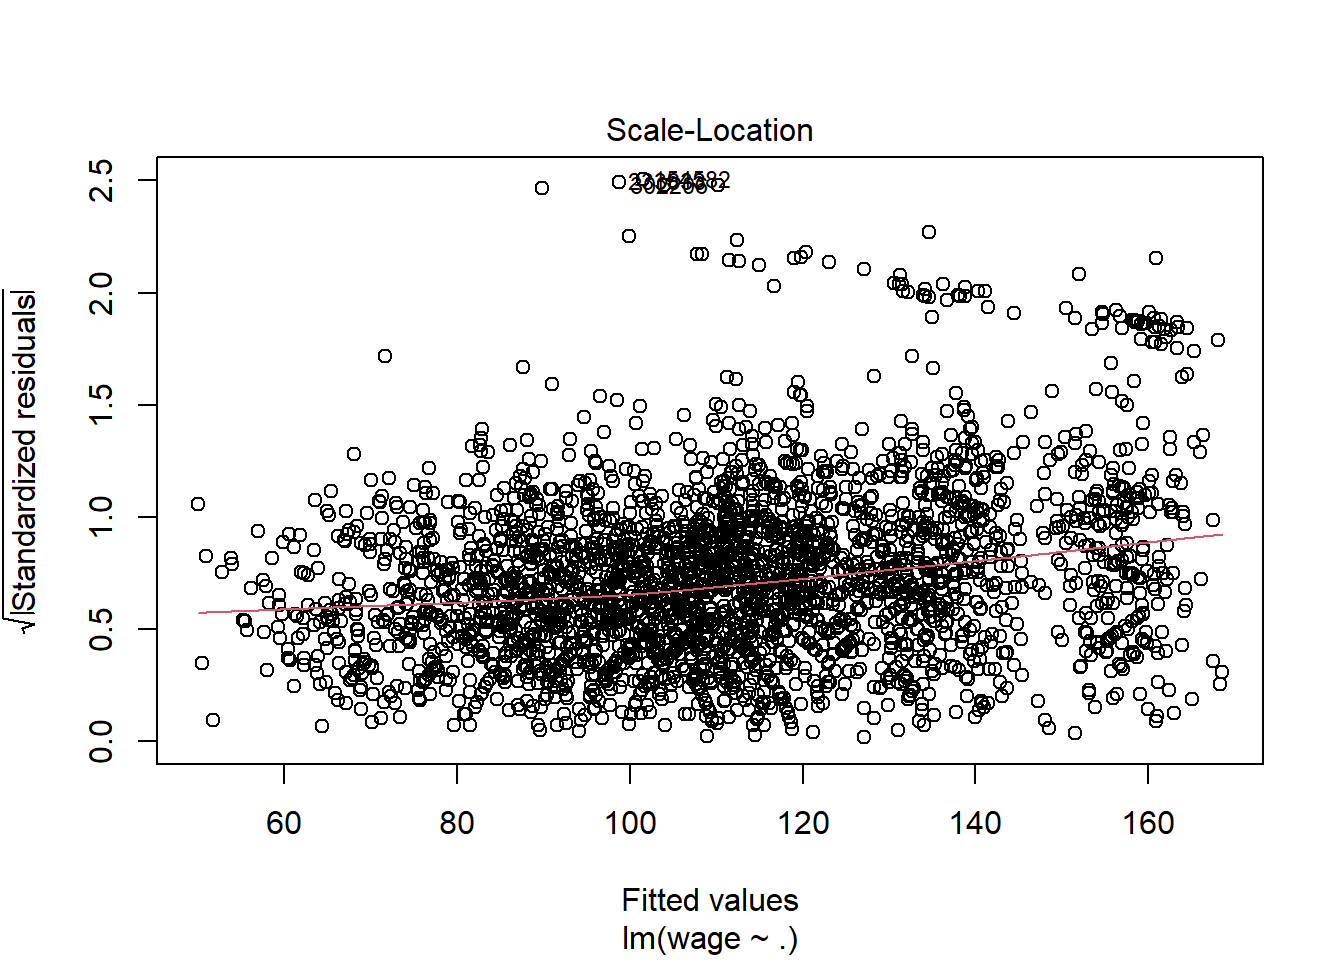 Scale-Location
√|Standardized residuals|
2.5
2.0
1.5
1.0
0.5
0.0
60 80 100 120 140 160
Fitted values
lm(wage ~ .)